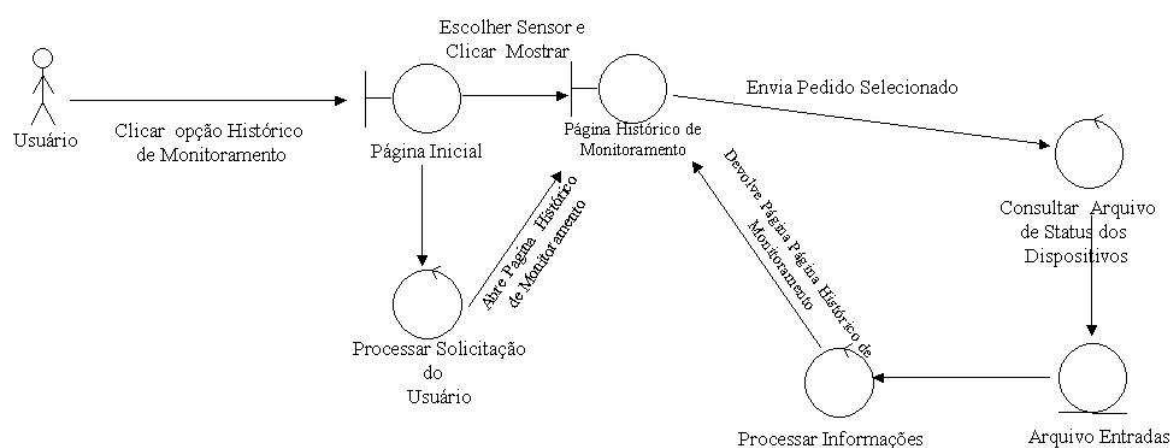 Escolher Sensor e
Clicar Mostrar
Envia Pedido Selecionado
Usuário
Clicar opção Histórico
de Monitoramento
Página Inicial
Página Histórico de
Monitoramento
Consultar Arquivo
de Status dos
Dispositivos
Abre Pagina Histórico
de Monitoramento
Devolve Página Página Histórico de
Monitoramento
Processar Solicitação
do
Usuário
Processar Informações
Arquivo Entradas